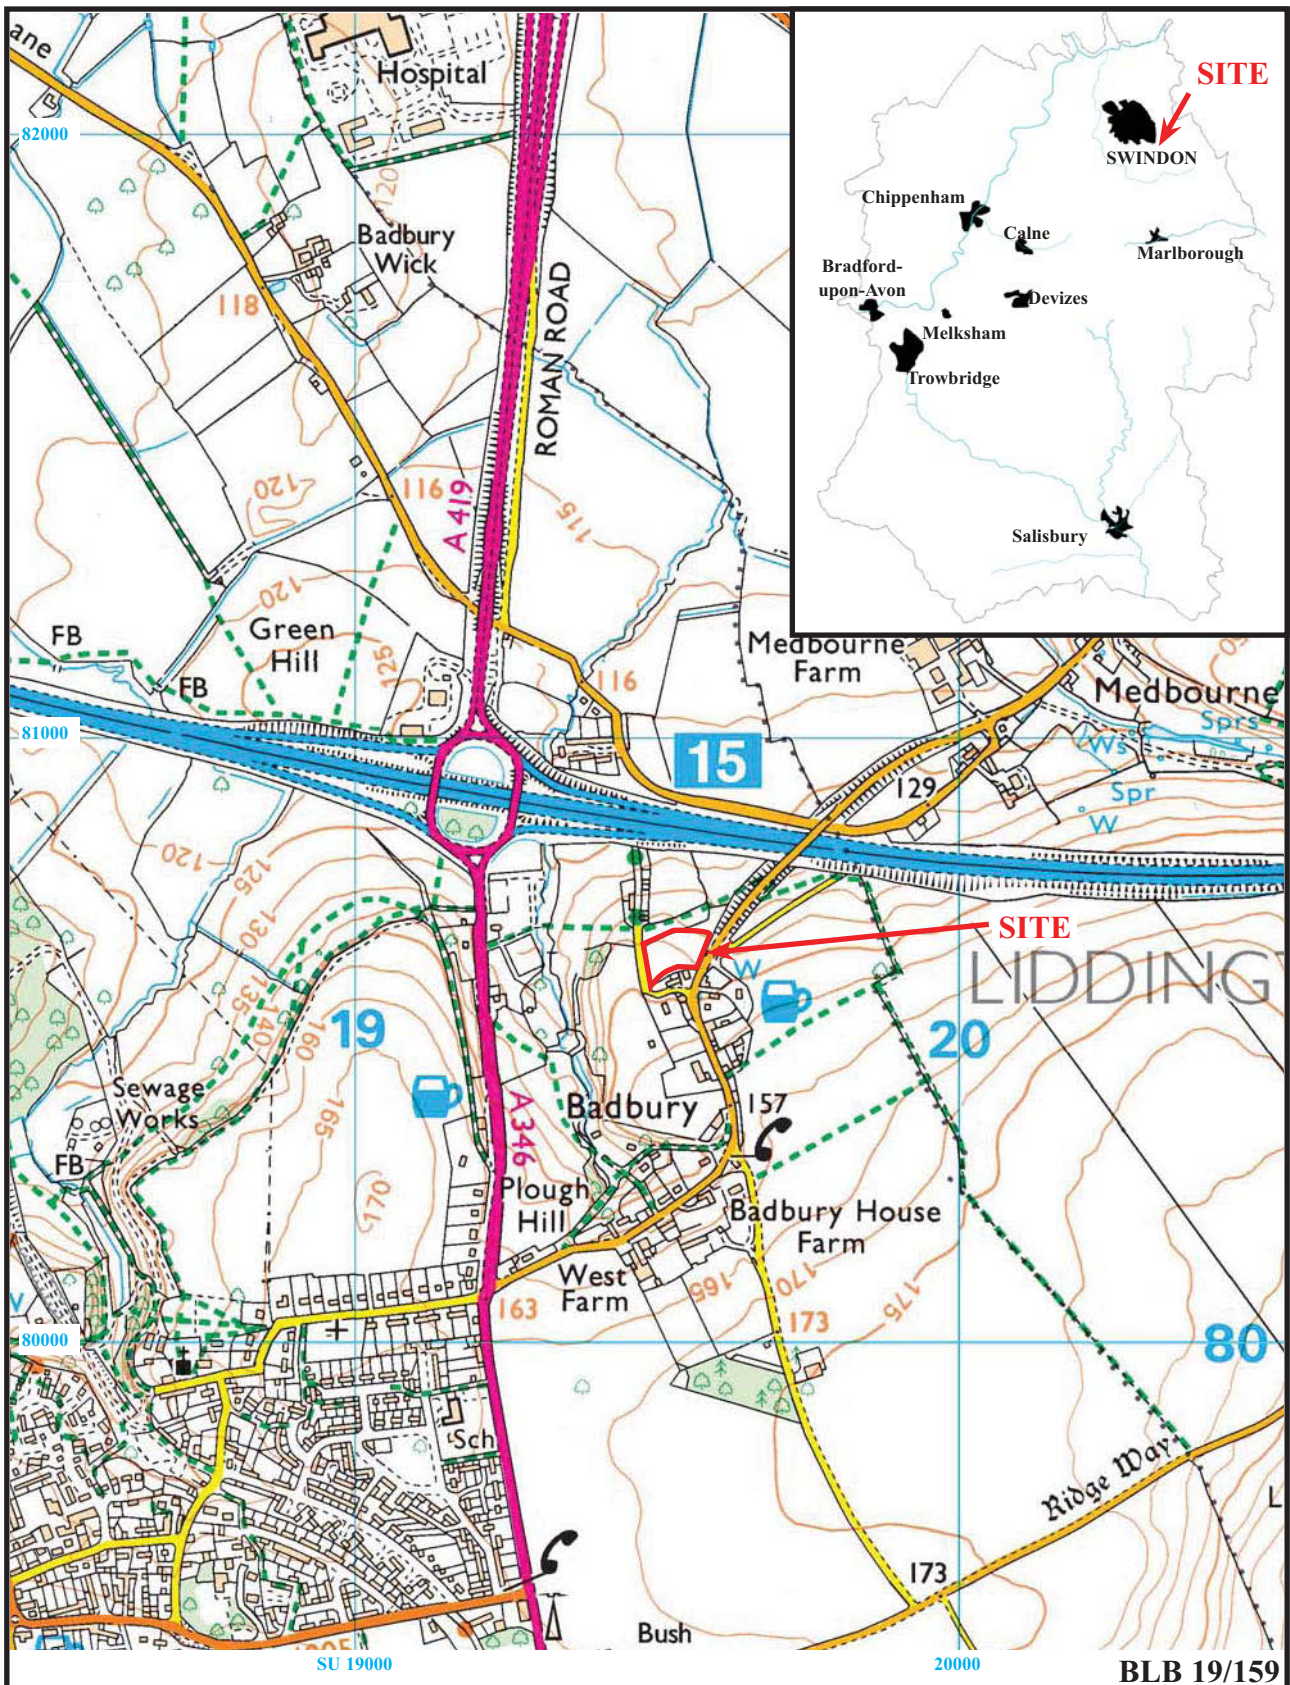 ane
Hospital
82000
120
Badbury
Wick
118
ROMAN ROAD
A 419
116
120
115
120
Green
Hill
125
FB
FB
116
Medbourne
Farm
Medbourne
Sprs
Ws
81000
15
129
Spr
W
SITE
SWINDON
Chippenham
Calne
Marlborough
Bradford-
upon-Avon
Devizes
Melksham
Trowbridge
Salisbury
120
125
130
135
140
160
165
170
SITE
W
LIDDINGT
19
20
Sewage
Works
FB
A 346
Badbury
157
Plough
Hill
Badbury House
Farm
West
Farm
163
165
170
175
173
80000
80
Sch
Ridge Way
L
173
Bush
SU 19000
20000
BLB 19/159